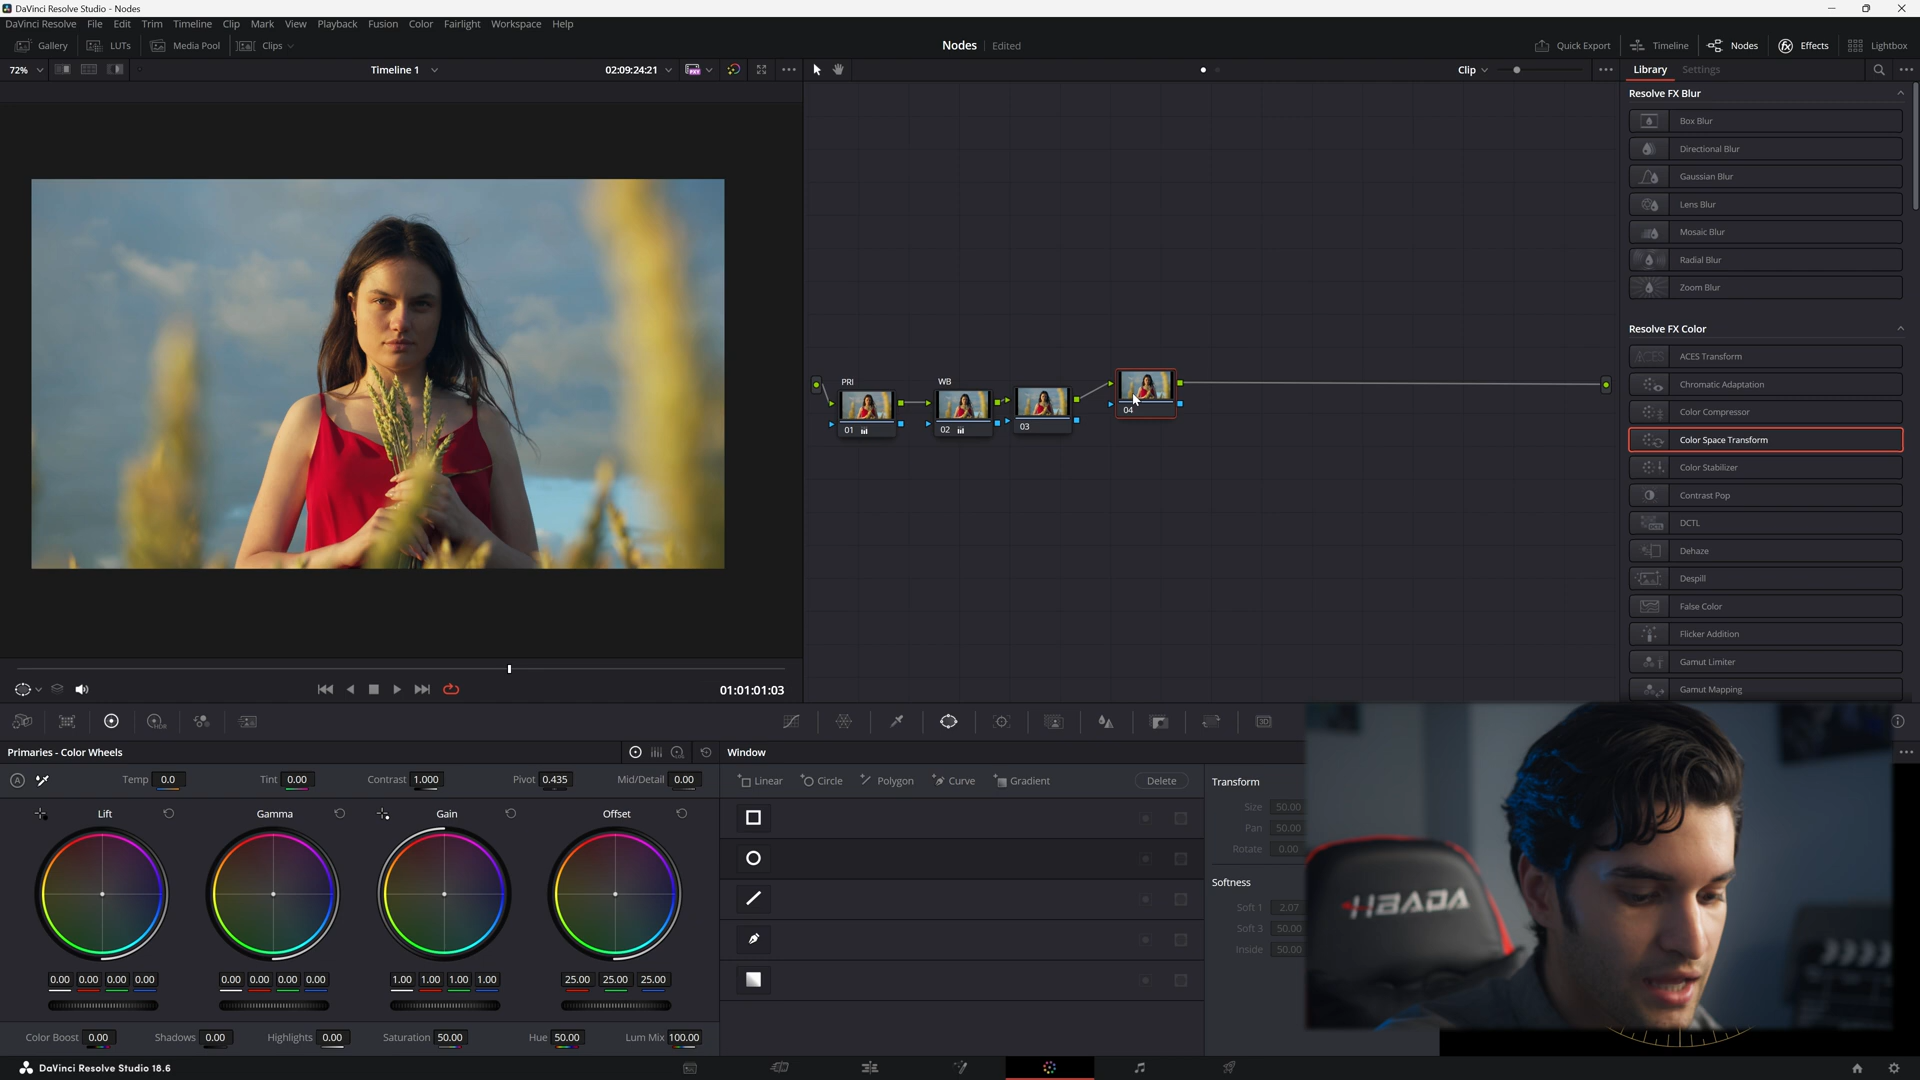 DaVinci Resolve Studio - Nodes
DaVinci Resolve File Edit Trim Timeline Clip Mark View Playback Fusion Color Fairlight Workspace Help
Gallery LUTs Media Pool Clips
Nodes Edited
Quick Export Timeline Nodes Effects Lightbox
72%
Timeline 1
02:09:24:21
Clip
Library Settings
Resolve FX Blur
Box Blur
Directional Blur
Gaussian Blur
Lens Blur
Mosaic Blur
Radial Blur
Zoom Blur
Resolve FX Color
ACES Transform
Chromatic Adaptation
Color Compressor
Color Space Transform
Color Stabilizer
Contrast Pop
DCTL
Dehaze
Despill
False Color
Flicker Addition
Gamut Limiter
Gamut Mapping
PRI
WB
01
02
03
04
01:01:01:03
Primaries - Color Wheels
Temp 0.0 Tint 0.00 Contrast 1.000 Pivot 0.435 Mid/Detail 0.00
Lift Gamma Gain Offset
0.00 0.00 0.00 0.00 0.00 0.00 0.00 0.00 1.00 1.00 1.00 1.00 25.00 25.00 25.00
Color Boost 0.00 Shadows 0.00 Highlights 0.00 Saturation 50.00 Hue 50.00 Lum Mix 100.00
Window
Linear Circle Polygon Curve Gradient Delete
Transform
Size 50.00
Pan 50.00
Rotate 0.00
Softness
Soft 1 2.07
Soft 3 50.00
Inside 50.00
HBADA
DaVinci Resolve Studio 18.6